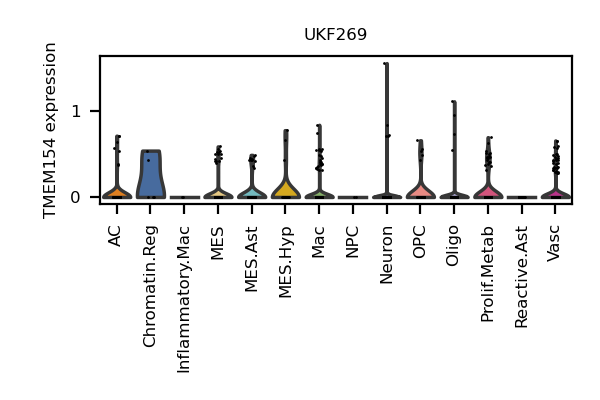 UKF269
TMEM154 expression
1
0
AC
Chromatin.Reg
Inflammatory.Mac
MES
MES.Ast
MES.Hyp
Mac
NPC
Neuron
OPC
Oligo
Prolif.Metab
Reactive.Ast
Vasc